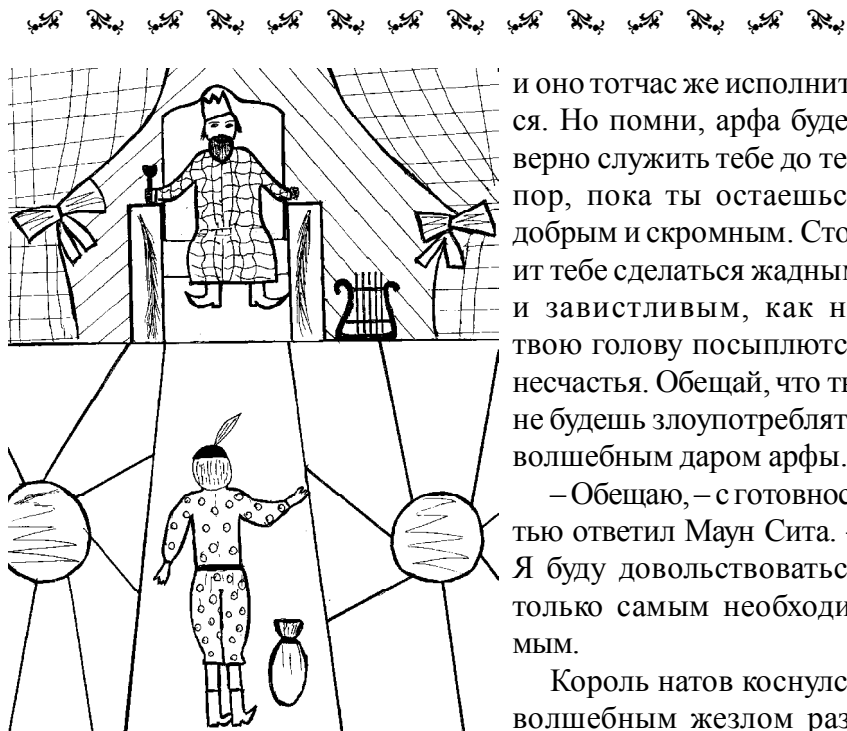 и оно тотчас же исполнит
ся. Но помни, арфа буде
верно служить тебе до те
пор, пока ты остаешьс
добрым и скромным. Сто
ит тебе сделаться жадным
и завистливым, как н
твою голову посыплютс
несчастья. Обещай, что ты
не будешь злоупотреблят
волшебным даром арфы.
– Обещаю, – с готовнос
тью ответил Маун Сита. –
Я буду довольствоватьс
только самым необходи
мым.
Король натов коснулс
волшебным жезлом раз